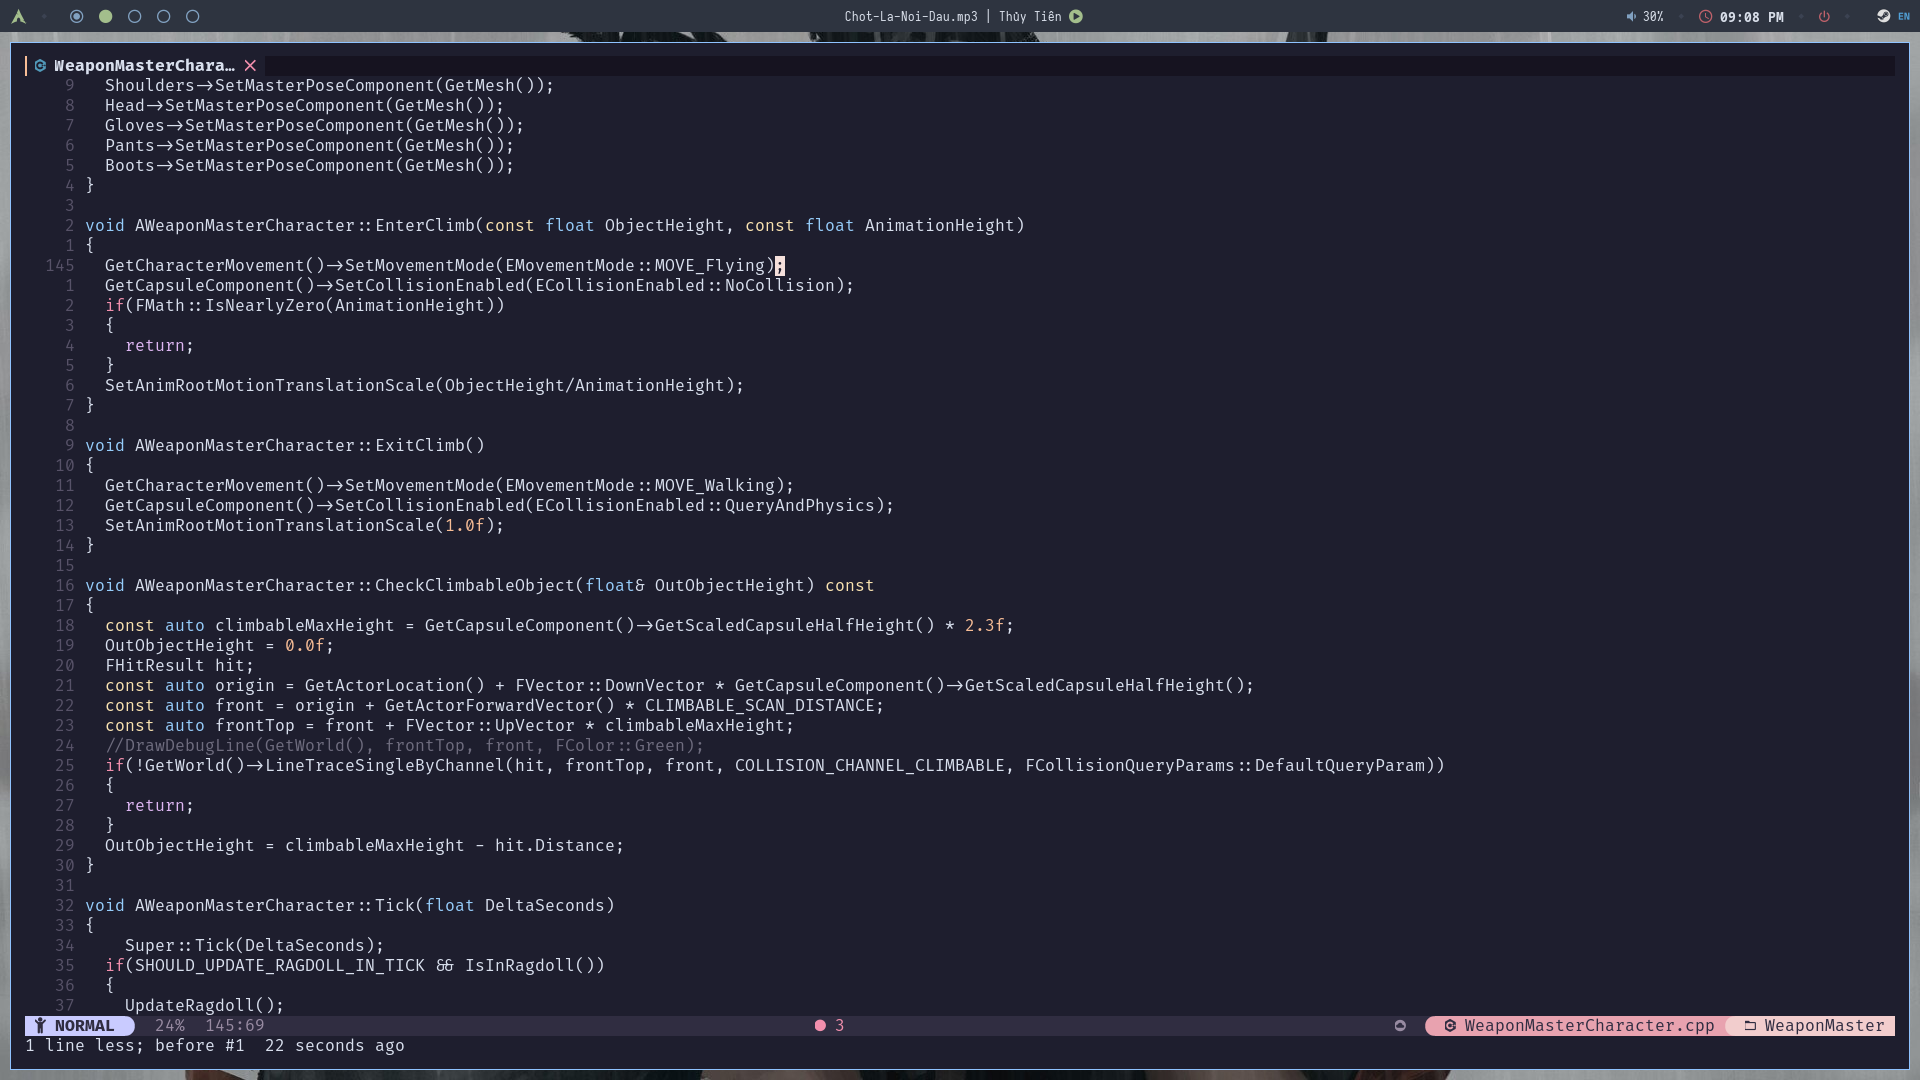 Chot-La-Noi-Dau.mp3 | Thủy Tiên
30%
09:08 PM
EN
WeaponMasterChara…
9 Shoulders->SetMasterPoseComponent(GetMesh());
8 Head->SetMasterPoseComponent(GetMesh());
7 Gloves->SetMasterPoseComponent(GetMesh());
6 Pants->SetMasterPoseComponent(GetMesh());
5 Boots->SetMasterPoseComponent(GetMesh());
4 }
3
2 void AWeaponMasterCharacter::EnterClimb(const float ObjectHeight, const float AnimationHeight)
1 {
145 GetCharacterMovement()->SetMovementMode(EMovementMode::MOVE_Flying);
1 GetCapsuleComponent()->SetCollisionEnabled(ECollisionEnabled::NoCollision);
2 if(FMath::IsNearlyZero(AnimationHeight))
3 {
4 return;
5 }
6 SetAnimRootMotionTranslationScale(ObjectHeight/AnimationHeight);
7 }
8
9 void AWeaponMasterCharacter::ExitClimb()
10 {
11 GetCharacterMovement()->SetMovementMode(EMovementMode::MOVE_Walking);
12 GetCapsuleComponent()->SetCollisionEnabled(ECollisionEnabled::QueryAndPhysics);
13 SetAnimRootMotionTranslationScale(1.0f);
14 }
15
16 void AWeaponMasterCharacter::CheckClimbableObject(float& OutObjectHeight) const
17 {
18 const auto climbableMaxHeight = GetCapsuleComponent()->GetScaledCapsuleHalfHeight() * 2.3f;
19 OutObjectHeight = 0.0f;
20 FHitResult hit;
21 const auto origin = GetActorLocation() + FVector::DownVector * GetCapsuleComponent()->GetScaledCapsuleHalfHeight();
22 const auto front = origin + GetActorForwardVector() * CLIMBABLE_SCAN_DISTANCE;
23 const auto frontTop = front + FVector::UpVector * climbableMaxHeight;
24 //DrawDebugLine(GetWorld(), frontTop, front, FColor::Green);
25 if(!GetWorld()->LineTraceSingleByChannel(hit, frontTop, front, COLLISION_CHANNEL_CLIMBABLE, FCollisionQueryParams::DefaultQueryParam))
26 {
27 return;
28 }
29 OutObjectHeight = climbableMaxHeight - hit.Distance;
30 }
31
32 void AWeaponMasterCharacter::Tick(float DeltaSeconds)
33 {
34 Super::Tick(DeltaSeconds);
35 if(SHOULD_UPDATE_RAGDOLL_IN_TICK && IsInRagdoll())
36 {
37 UpdateRagdoll();
NORMAL 24% 145:69 3 WeaponMasterCharacter.cpp WeaponMaster
1 line less; before #1 22 seconds ago